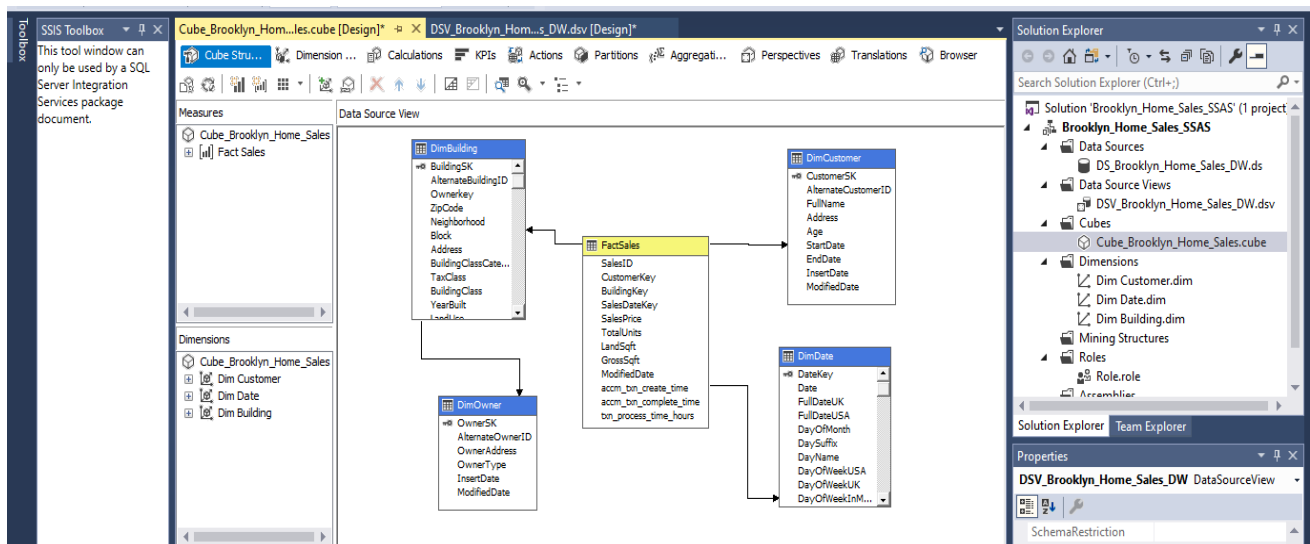 Toolbox
SSIS Toolbox
This tool window can
only be used by a SQL
Server Integration
Services package
document.
Cube_Brooklyn_Hom...les.cube [Design]*
DSV_Brooklyn_Home_s...s_DW.dsv [Design]*
Cube Stru...
Dimension ...
Calculations
KPIs
Actions
Partitions
Aggregati...
Perspectives
Translations
Browser
Measures
Cube_Brooklyn_Home_Sales
Fact Sales
Dimensions
Cube_Brooklyn_Home_Sales
Dim Customer
Dim Date
Dim Building
Data Source View
DimBuilding
BuildingSK
AlternateBuildingID
Ownerkey
ZipCode
Neighborhood
Block
Address
BuildingClassCate...
TaxClass
BuildingClass
YearBuilt
LandUse
DimCustomer
CustomerSK
AlternateCustomerID
FullName
Address
Age
StartDate
EndDate
InsertDate
ModifiedDate
FactSales
SalesID
CustomerKey
BuildingKey
SalesDateKey
SalesPrice
TotalUnits
LandSqft
GrossSqft
ModifiedDate
accm_txn_create_time
accm_txn_complete_time
txn_process_time_hours
DimOwner
OwnerSK
AlternateOwnerID
OwnerAddress
OwnerType
InsertDate
ModifiedDate
DimDate
DateKey
Date
FullDateUK
FullDateUSA
DayOfMonth
DaySuffix
DayName
DayOfWeekUSA
DayOfWeekUK
DayOfWeekInM...
Solution Explorer
Search Solution Explorer (Ctrl+;)
Solution 'Brooklyn_Home_Sales_SSAS' (1 project
Brooklyn_Home_Sales_SSAS
Data Sources
DS_Brooklyn_Home_Sales_DW.ds
Data Source Views
DSV_Brooklyn_Home_Sales_DW.dsv
Cubes
Cube_Brooklyn_Home_Sales.cube
Dimensions
Dim Customer.dim
Dim Date.dim
Dim Building.dim
Mining Structures
Roles
Role.role
Assemblies
Solution Explorer
Team Explorer
Properties
DSV_Brooklyn_Home_Sales_DW DataSourceView
SchemaRestriction